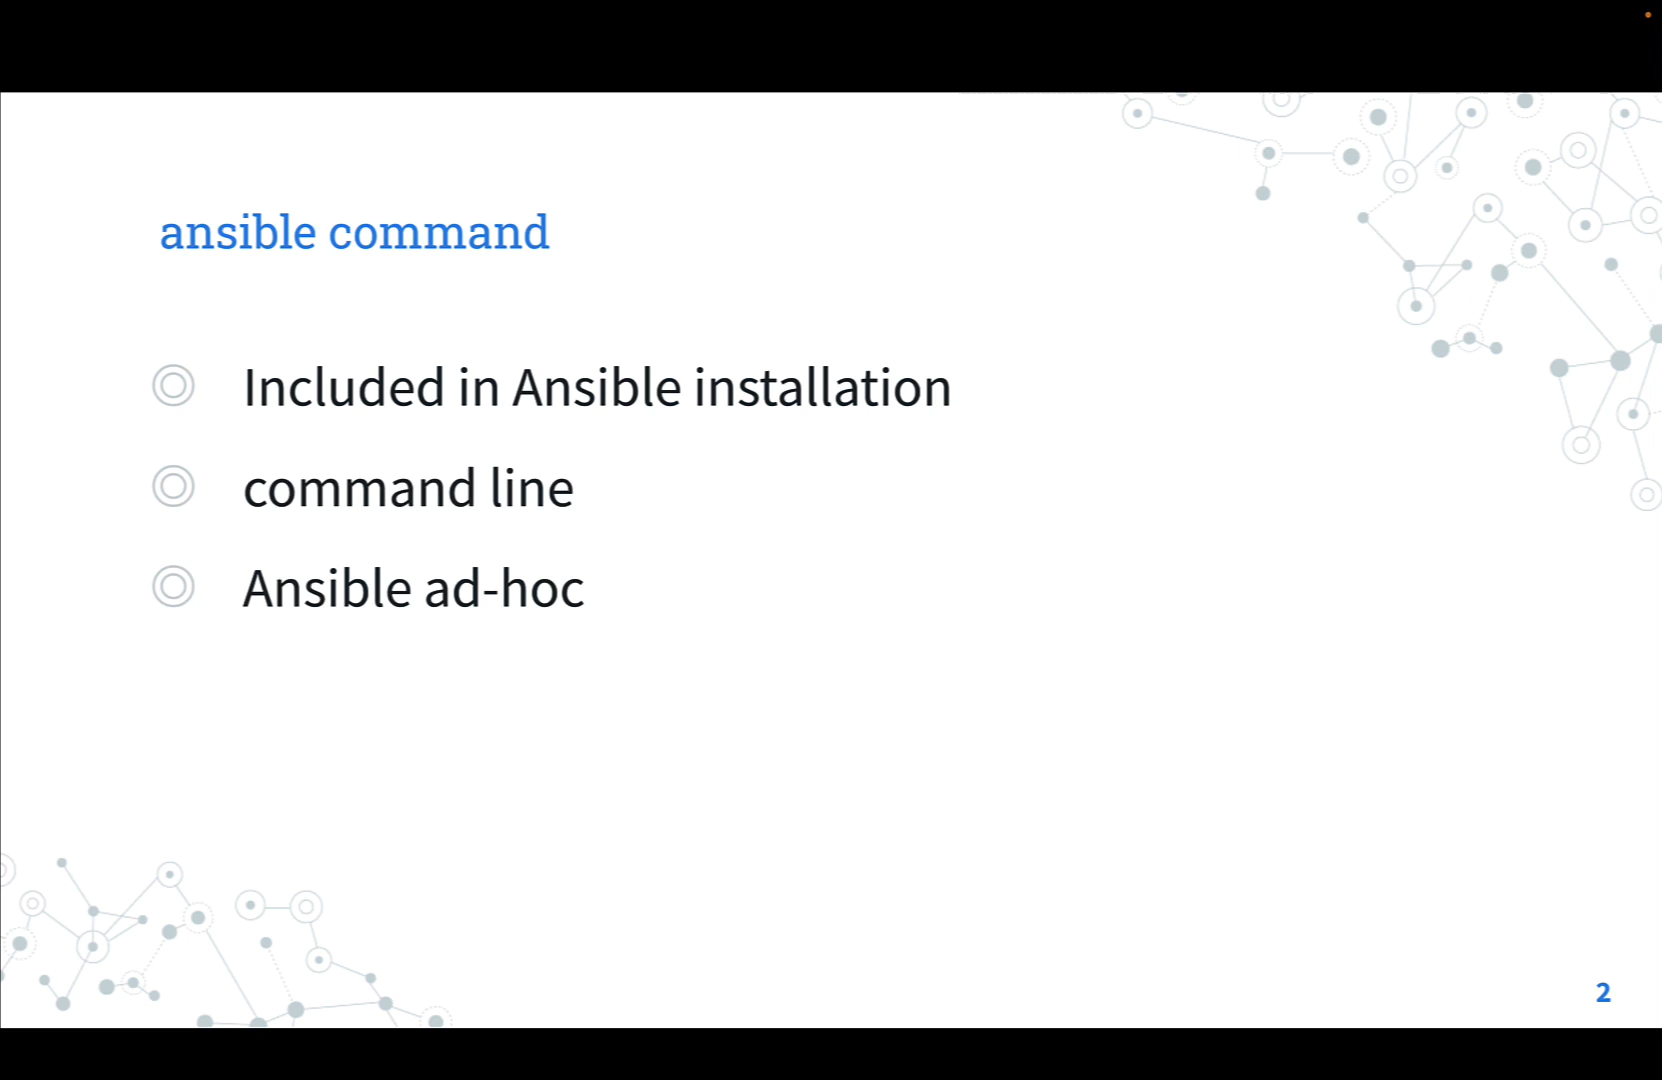 ansible command
Included in Ansible installation
command line
Ansible ad-hoc
2